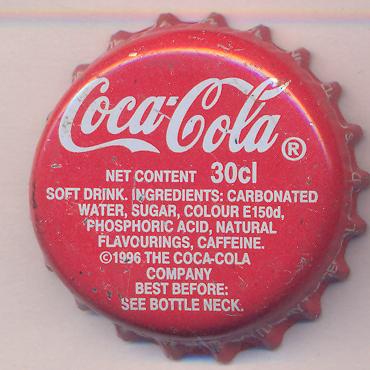 Coca-Cola ®
NET CONTENT 30cl
SOFT DRINK. INGREDIENTS: CARBONATED
WATER, SUGAR, COLOUR E150d,
PHOSPHORIC ACID, NATURAL
FLAVOURINGS, CAFFEINE.
©1996 THE COCA-COLA
COMPANY
BEST BEFORE:
SEE BOTTLE NECK.